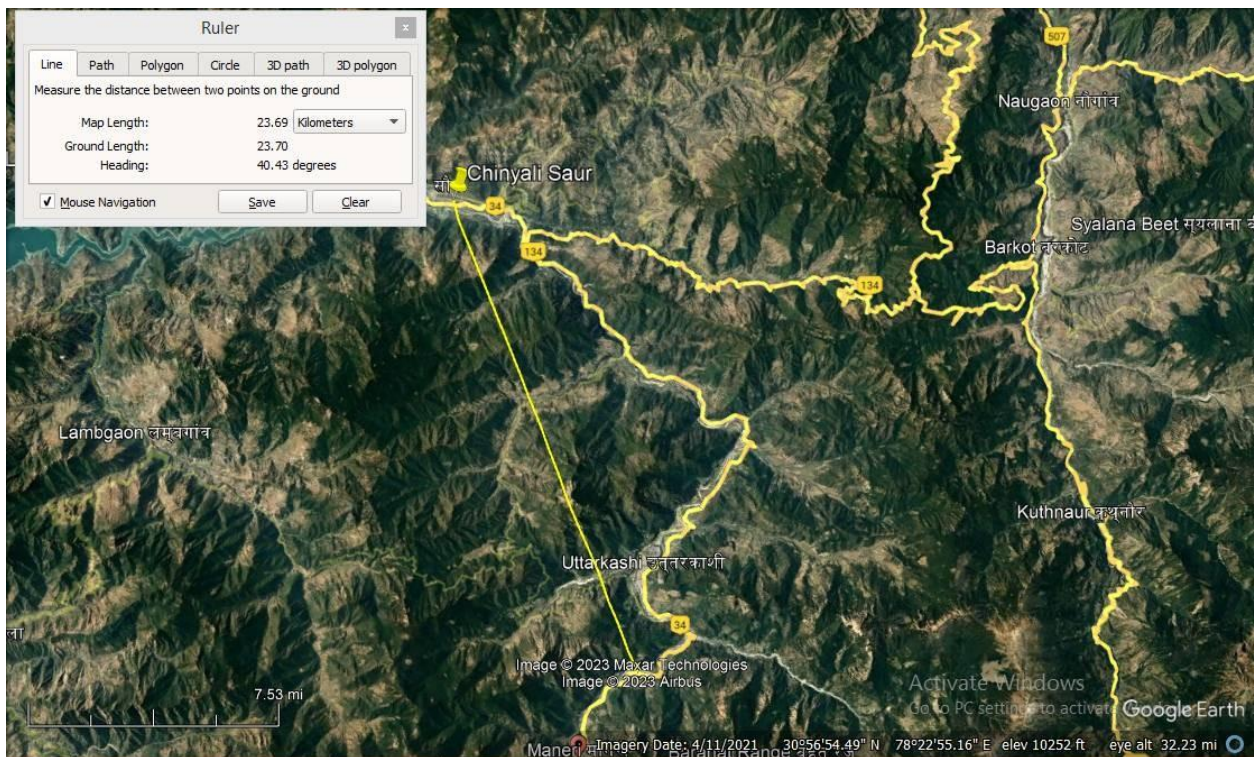 Ruler
x
Line Path Polygon Circle 3D path 3D polygon
Measure the distance between two points on the ground
Map Length: 23.69 Kilometers
Ground Length: 23.70
Heading: 40.43 degrees
Mouse Navigation Save Clear
507
Naugaon नौगांव
Chinyali Saur
34
Syalana Beet स्यलाना
134
Barkot बरकोट
134
Lambgaon लम्बगांव
Kuthnaur कुथनौर
Uttarkashi उत्तरकाशी
34
Image © 2023 Maxar Technologies
Image © 2023 Airbus
7.53 mi
Activate Windows
Go to PC settings to activate
Google Earth
Maneri
Imagery Date: 4/11/2021 30°56'54.49" N 78°22'55.16" E elev 10252 ft eye alt 32.23 mi